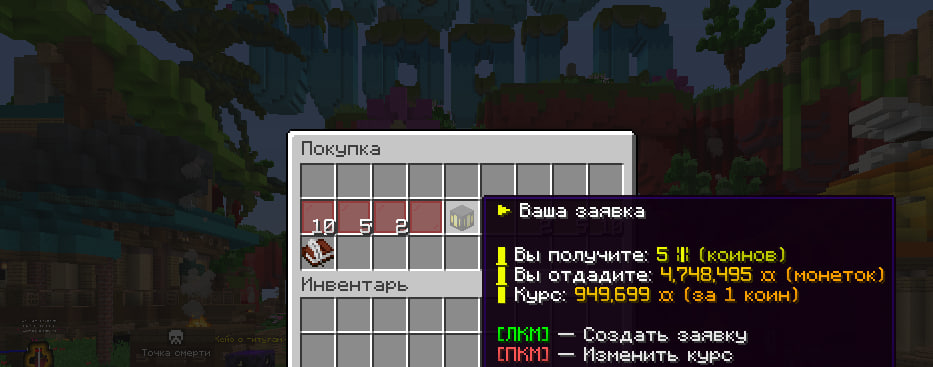 Покупка
10 5 2
► Ваша заявка
Вы получите: 5 (коинов)
Вы отдадите: 4,748,495 ¤ (монеток)
Курс: 949,699 ¤ (за 1 коин)
Инвентарь
[ЛКМ] — Создать заявку
[ПКМ] — Изменить курс
Точка смерти